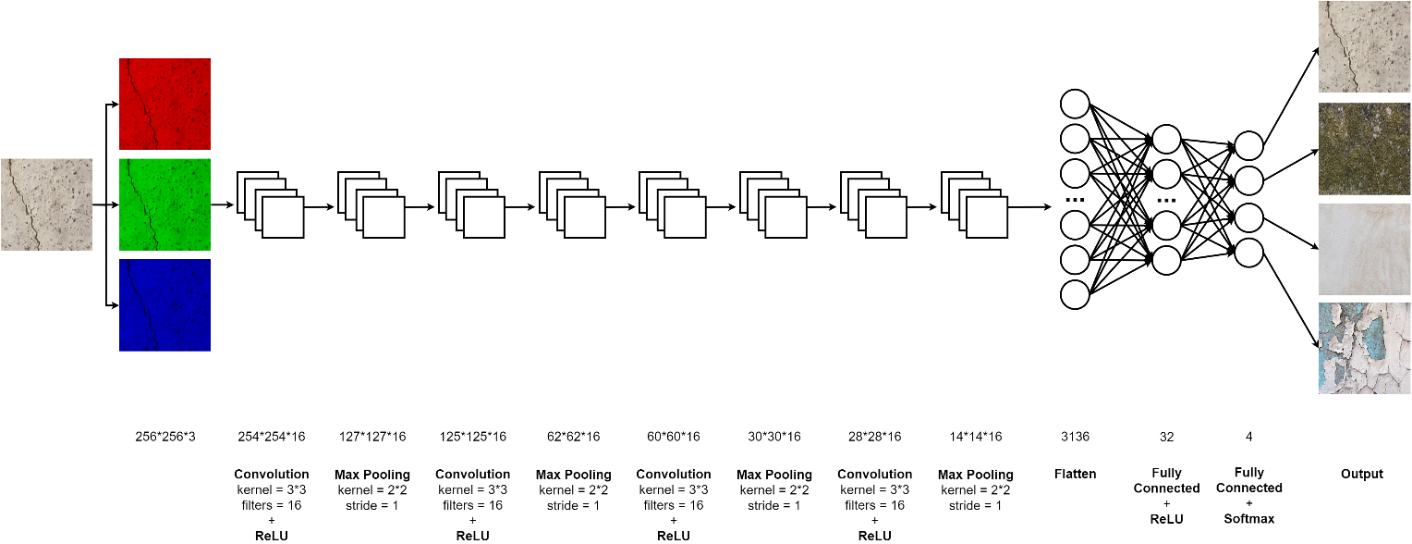 ...
...
256*256*3
254*254*16
127*127*16
125*125*16
62*62*16
60*60*16
30*30*16
28*28*16
14*14*16
3136
32
4
Convolution
kernel = 3*3
filters = 16
+
ReLU
Max Pooling
kernel = 2*2
stride = 1
Convolution
kernel = 3*3
filters = 16
+
ReLU
Max Pooling
kernel = 2*2
stride = 1
Convolution
kernel = 3*3
filters = 16
+
ReLU
Max Pooling
kernel = 2*2
stride = 1
Convolution
kernel = 3*3
filters = 16
+
ReLU
Max Pooling
kernel = 2*2
stride = 1
Flatten
Fully
Connected
+
ReLU
Fully
Connected
+
Softmax
Output